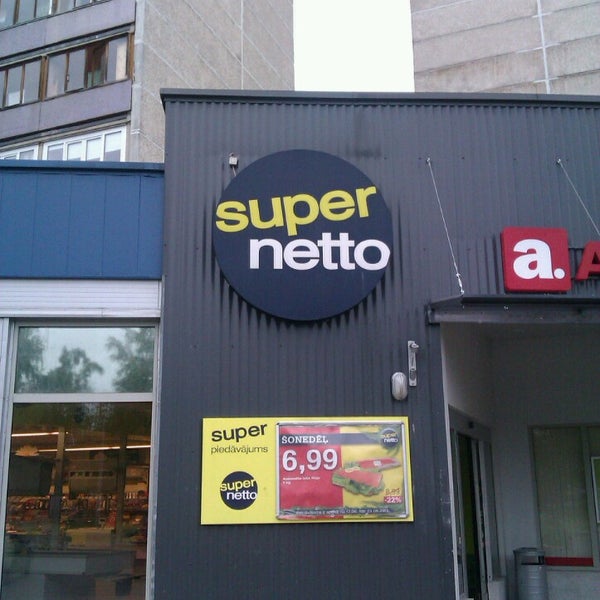 super
netto
a. A
super
piedāvājums
super
netto
ŠONEDĒĻ
6,99
super
netto
-22%